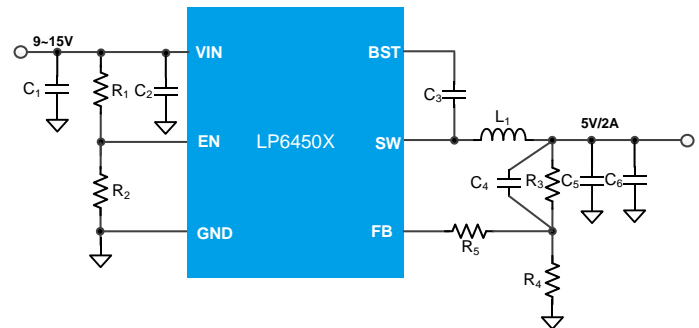 9~15V
VIN
BST
C1
R1
C2
C3
L1
5V/2A
EN
LP6450X
SW
C4
R3
C5
C6
R2
GND
FB
R5
R4